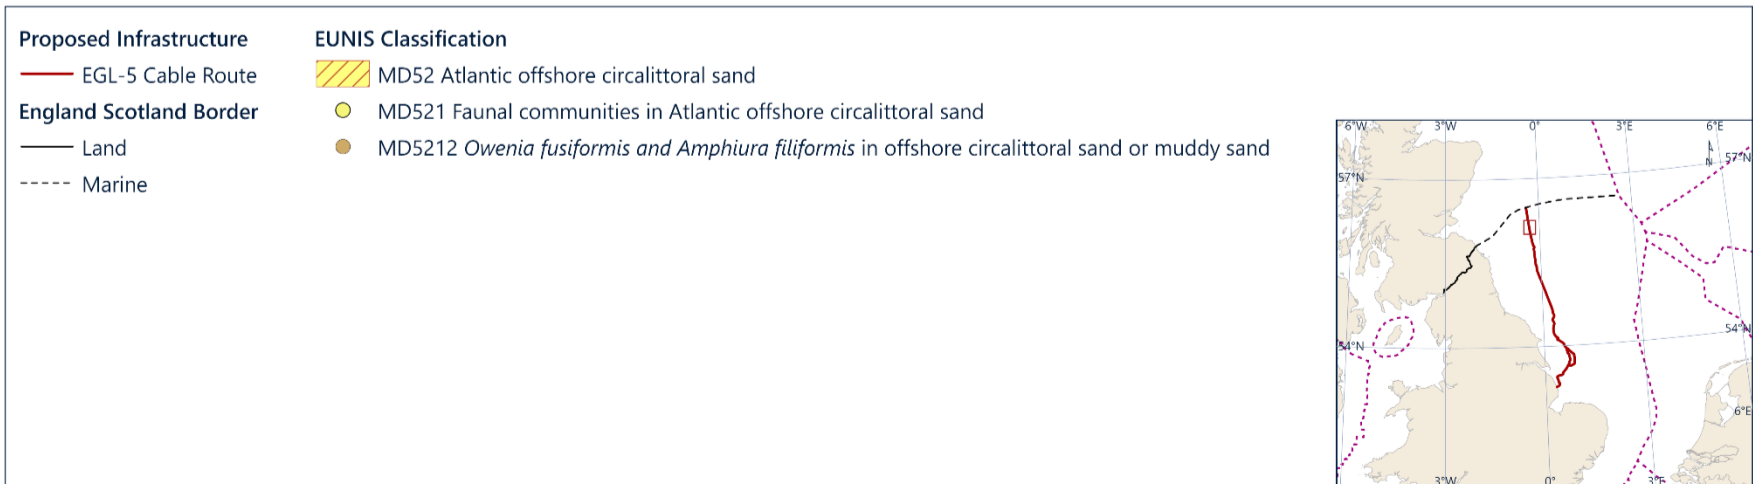 Proposed Infrastructure
EGL-5 Cable Route
England Scotland Border
Land
Marine
EUNIS Classification
MD52 Atlantic offshore circalittoral sand
MD521 Faunal communities in Atlantic offshore circalittoral sand
MD5212 Owenia fusiformis and Amphiura filiformis in offshore circalittoral sand or muddy sand
6°W 3°W 0° 3°E 6°E
N
57°N 57°N
54°N 54°N
6°E
3°W 0° 3°E